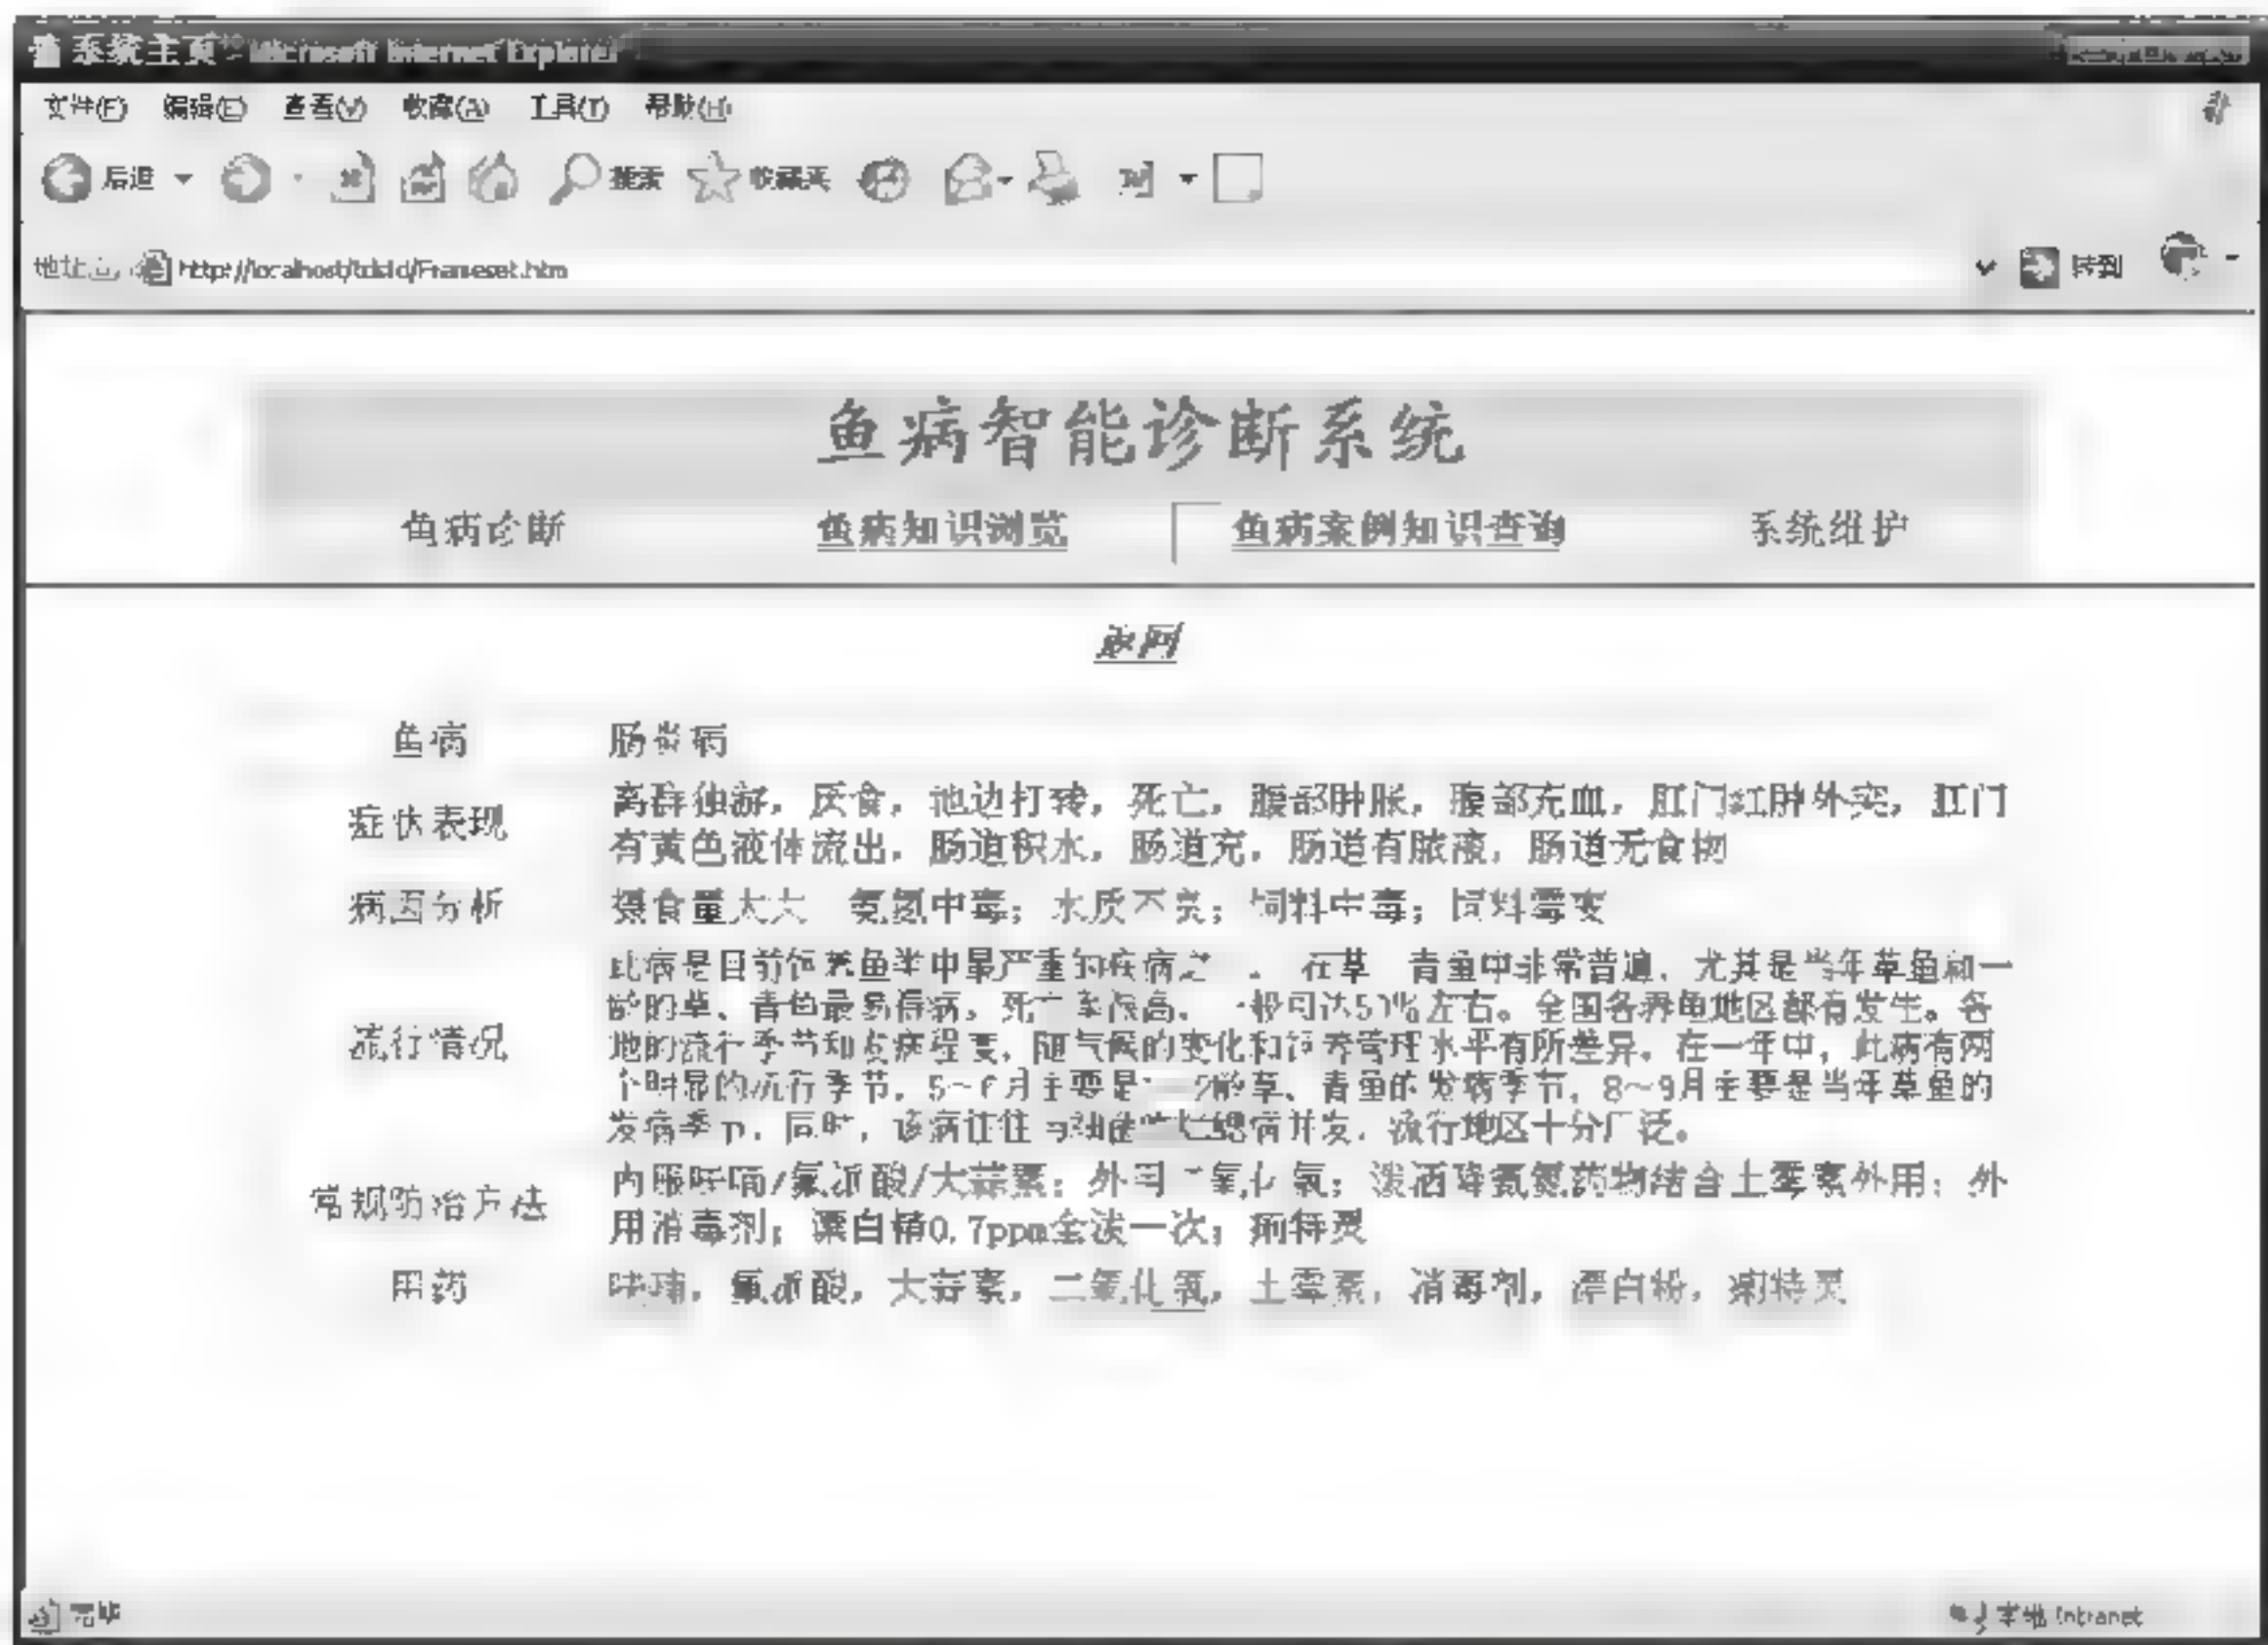 系统主页 - Microsoft Internet Explorer
文件(F) 编辑(E) 查看(V) 收藏(A) 工具(T) 帮助(H)
后退 搜索 收藏夹
地址 http://localhost/ Frameset.htm 转到
鱼病智能诊断系统
鱼病诊断 鱼病知识浏览 鱼病案例知识查询 系统维护
返回
鱼病 肠炎病
症状表现 离群独游，厌食，池边打转，死亡，腹部肿胀，腹部充血，肛门红肿外突，肛门
有黄色液体流出，肠道积水，肠道充，肠道有脓液，肠道无食物
病因分析 摄食量太大 氨氮中毒；水质不良；饲料中毒；饲料霉变
此病是目前饲养鱼类中最严重的疾病之 。在草 青鱼中非常普遍，尤其是当年草鱼和一
龄的草、青鱼最易得病，死亡率很高，一般可达50%左右。全国各养鱼地区都有发生。各
流行情况 地的流行季节和发病程度，随气候的变化和饲养管理水平有所差异，在一年中，此病有两
个明显的流行季节，5～6月主要是 2龄草、青鱼的发病季节，8～9月主要是当年草鱼的
发病季节，同时，该病往往与 病并发，流行地区十分广泛。
内服呋喃/氟哌酸/大蒜素；外用二氧化氯；泼洒降氨氮药物结合土霉素外用；外
常规防治方法 用消毒剂；漂白精0.7ppm全泼一次；痢特灵
用药 氟哌酸，大蒜素，二氧化氯，土霉素，消毒剂，漂白粉，痢特灵
完毕 本地 Intranet